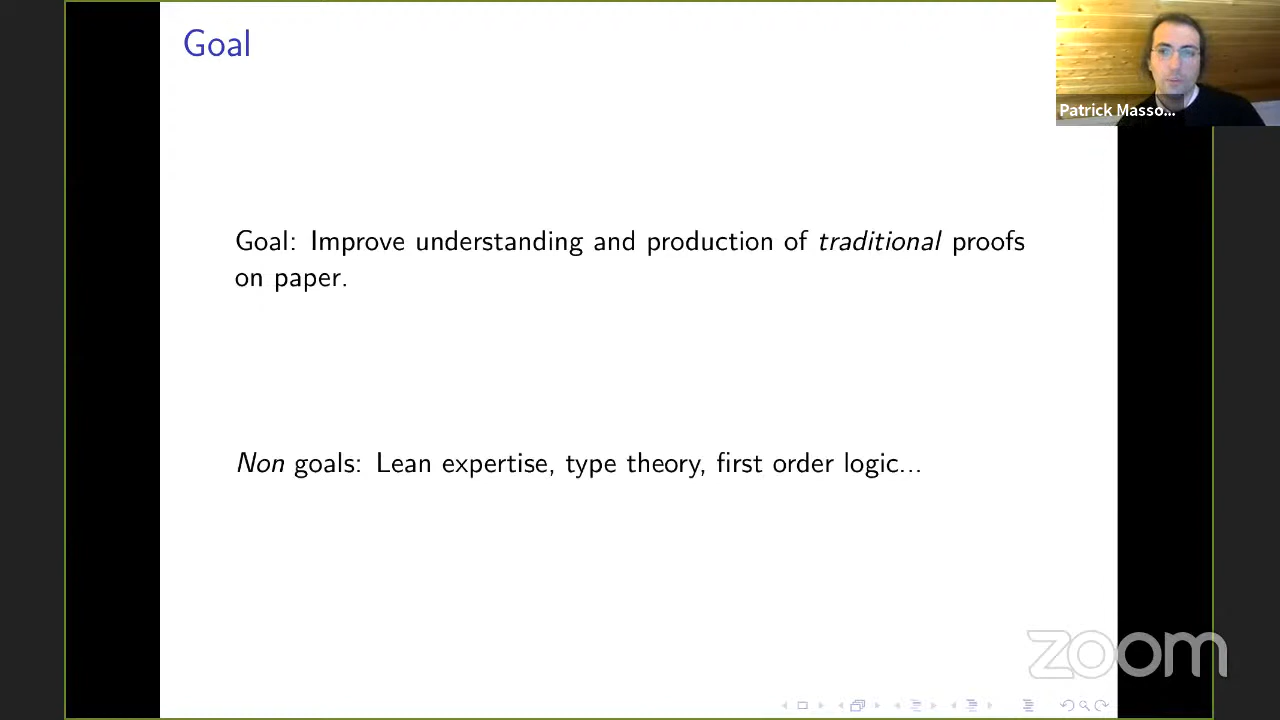 Goal
Patrick Masso...
Goal: Improve understanding and production of traditional proofs
on paper.
Non goals: Lean expertise, type theory, first order logic...
zoom